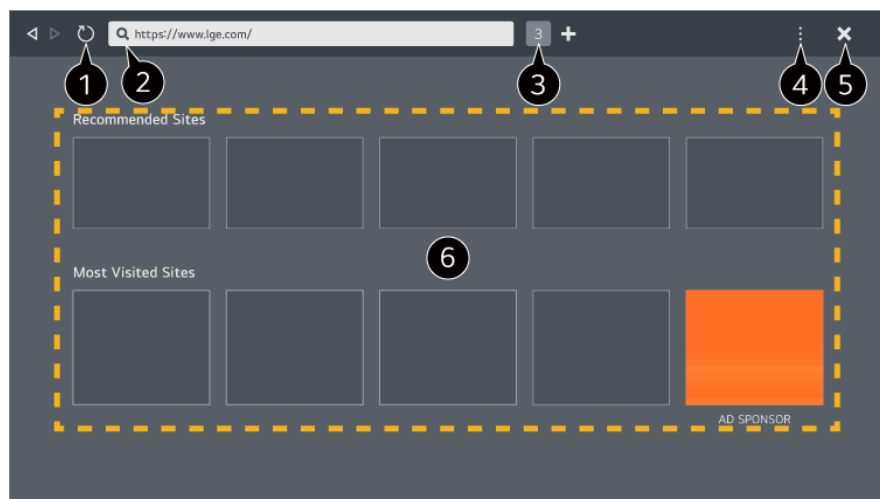 https://www.lge.com/ 3
1 2 3 4 5
Recommended Sites
6
Most Visited Sites
AD SPONSOR